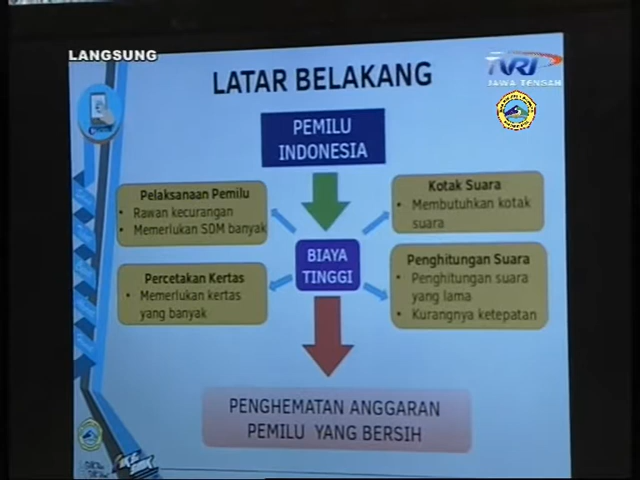 LANGSUNG
TVRI
JAWA TENGAH
LATAR BELAKANG
PEMILU
INDONESIA
Pelaksanaan Pemilu
• Rawan kecurangan
• Memerlukan SDM banyak
Kotak Suara
• Membutuhkan kotak
suara
BIAYA
TINGGI
Percetakan Kertas
• Memerlukan kertas
yang banyak
Penghitungan Suara
• Penghitungan suara
yang lama
• Kurangnya ketepatan
PENGHEMATAN ANGGARAN
PEMILU YANG BERSIH